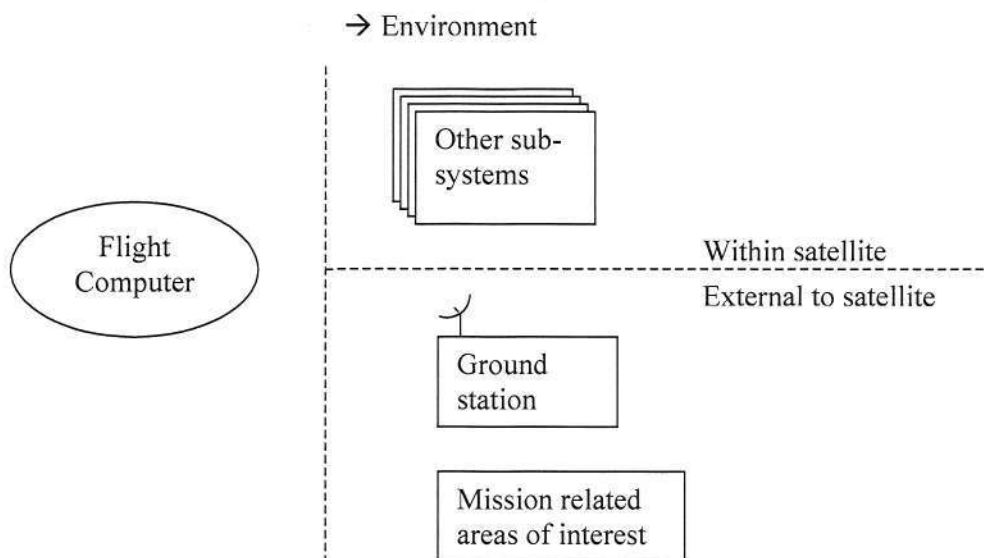 → Environment
Other sub-
systems
Flight
Computer
Within satellite
External to satellite
Ground
station
Mission related
areas of interest